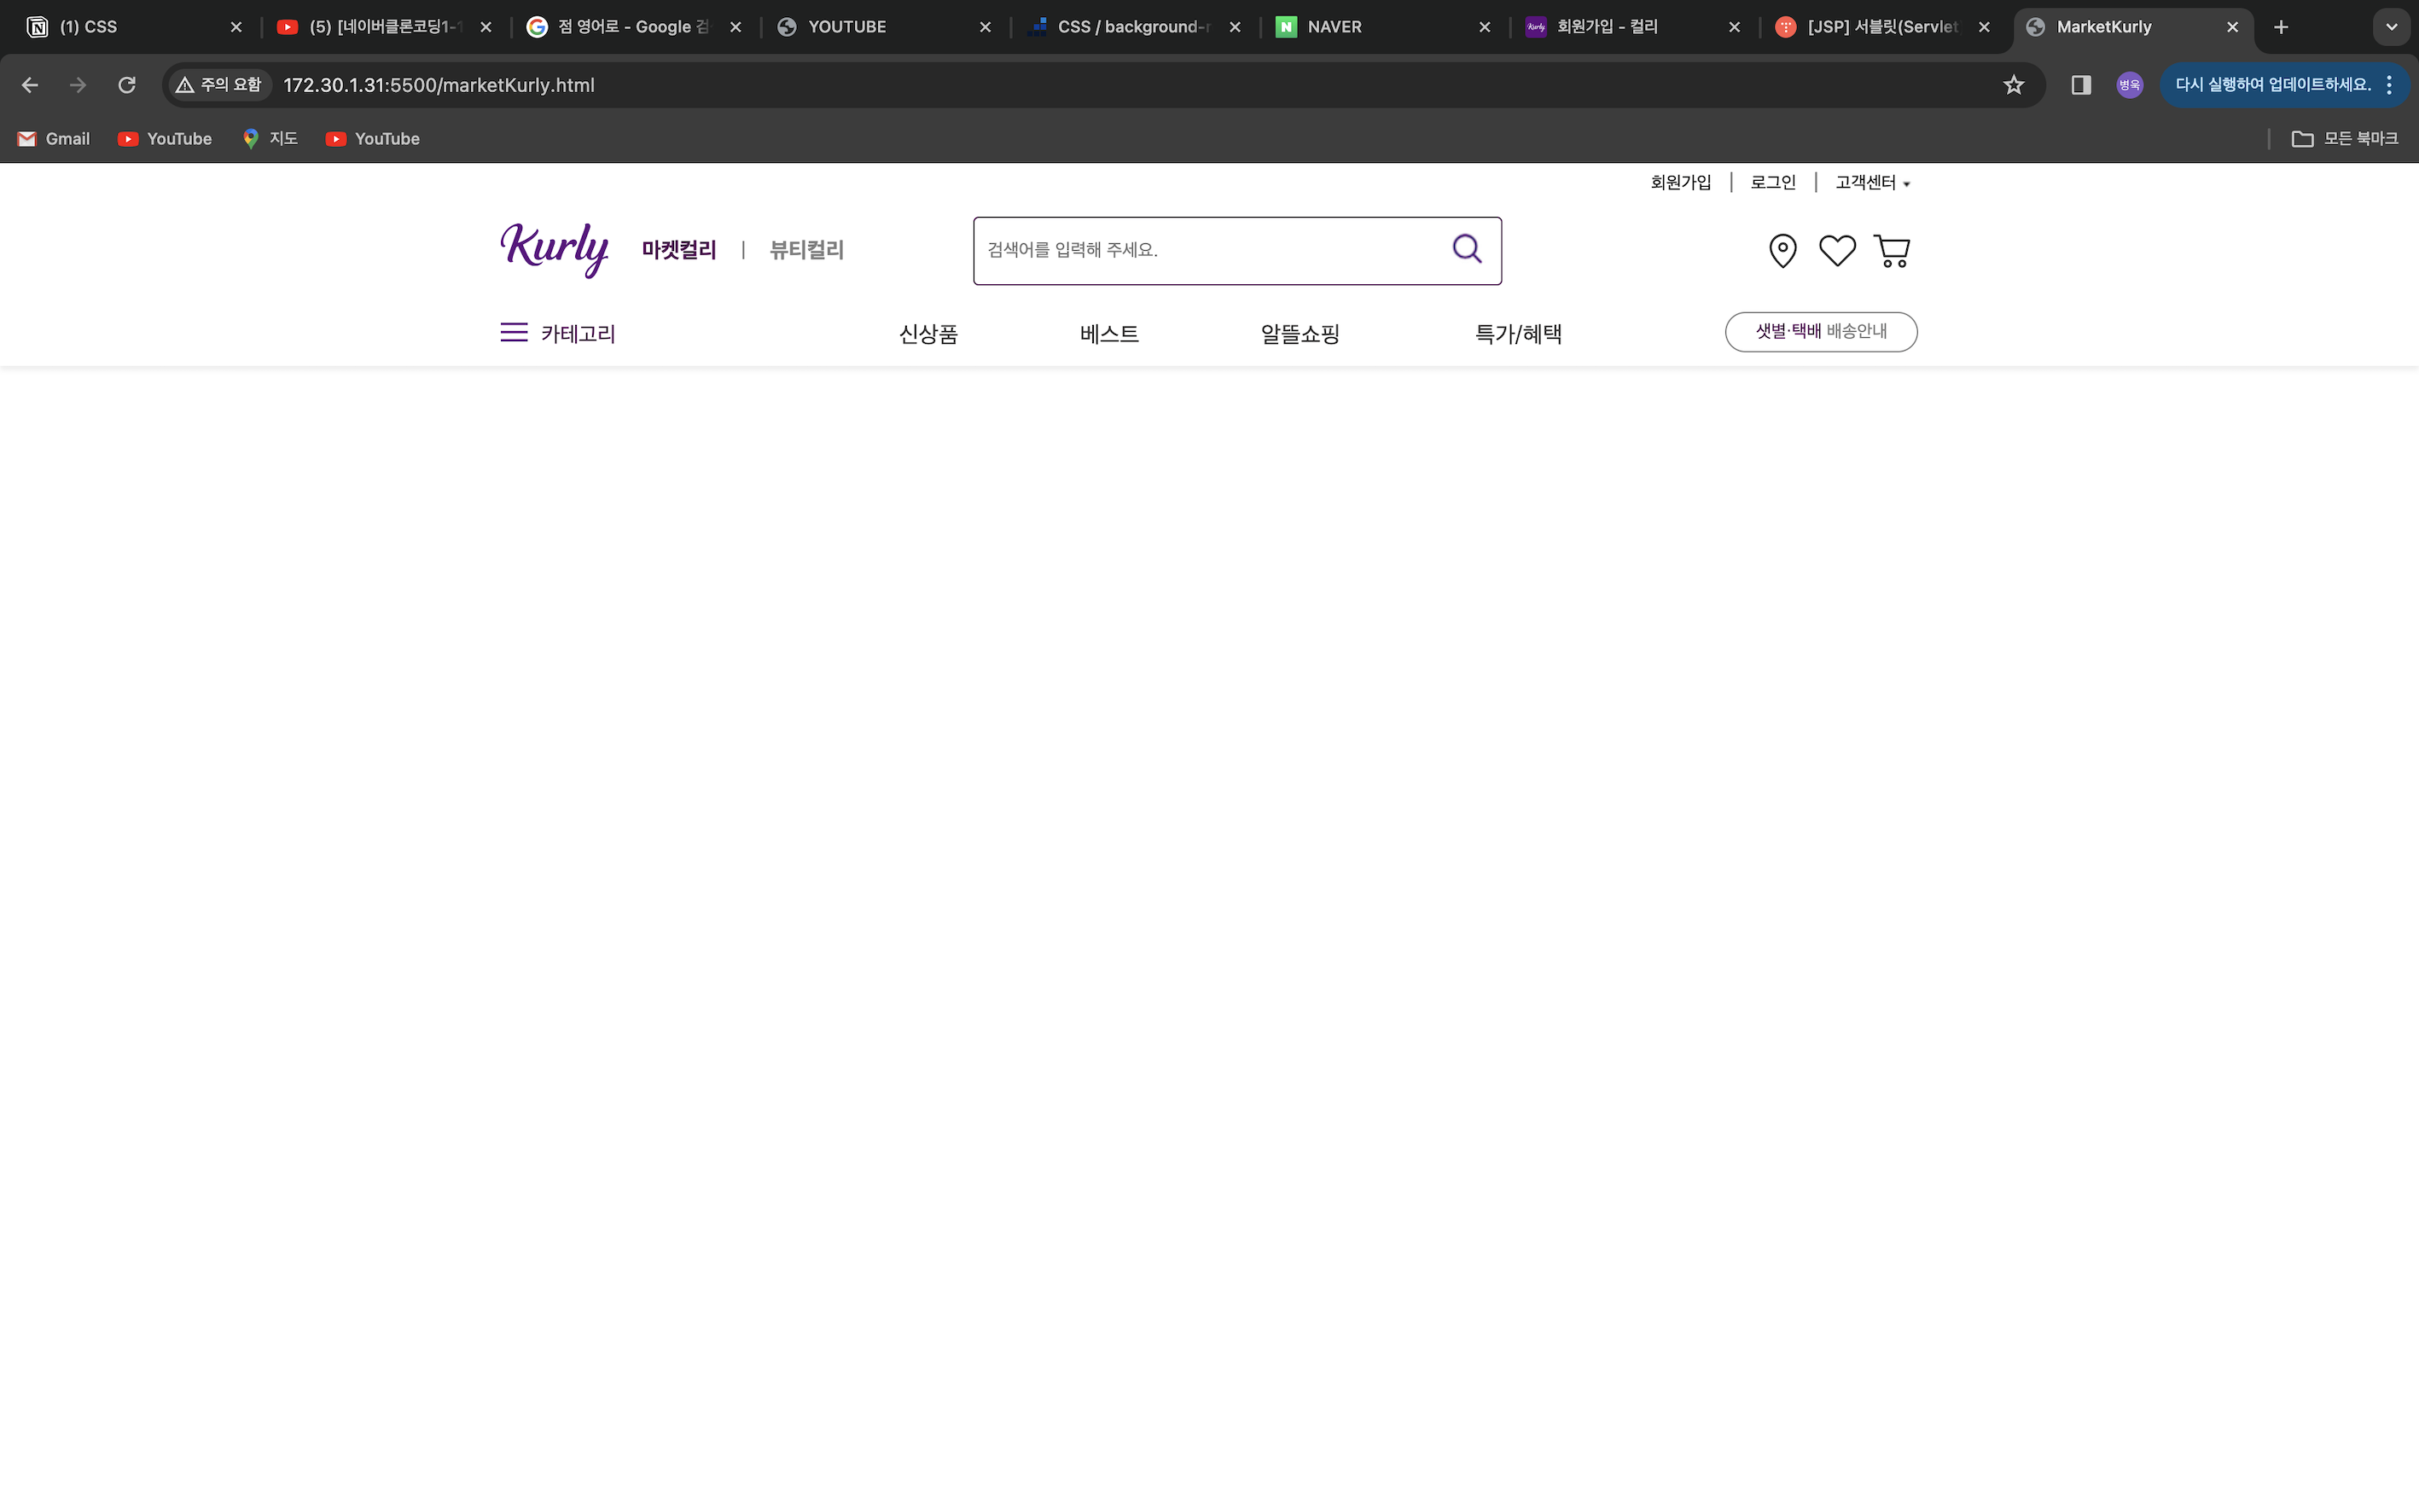 (1) CSS
(5) [네이버클론코딩1-1
점 영어로 - Google 검
YOUTUBE
CSS / background-r
NAVER
회원가입 - 컬리
[JSP] 서블릿(Servlet
MarketKurly
주의 요함
172.30.1.31:5500/marketKurly.html
병욱
다시 실행하여 업데이트하세요.
Gmail
YouTube
지도
YouTube
모든 북마크
회원가입 | 로그인 | 고객센터
Kurly
마켓컬리 | 뷰티컬리
검색어를 입력해 주세요.
카테고리
신상품
베스트
알뜰쇼핑
특가/혜택
샛별·택배 배송안내